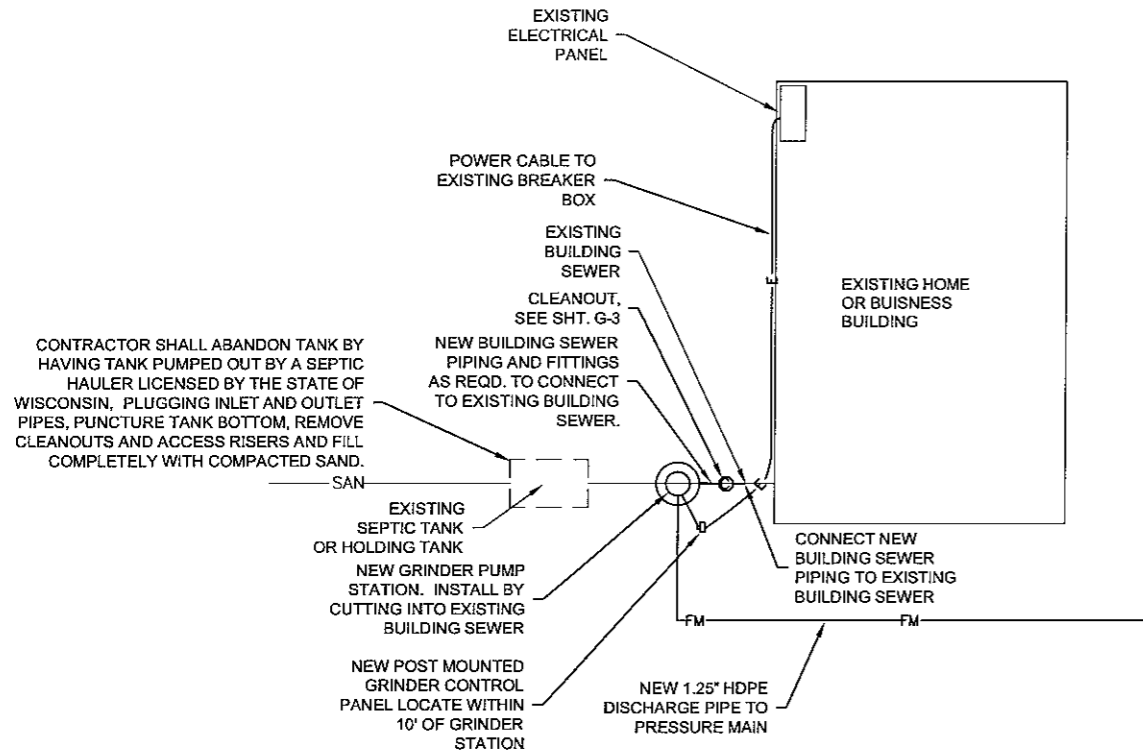 EXISTING
ELECTRICAL
PANEL
POWER CABLE TO
EXISTING BREAKER
BOX
EXISTING
BUILDING
SEWER
CLEANOUT,
SEE SHT. G-3
NEW BUILDING SEWER
PIPING AND FITTINGS
AS REQD. TO CONNECT
TO EXISTING BUILDING
SEWER.
EXISTING HOME
OR BUISNESS
BUILDING
CONTRACTOR SHALL ABANDON TANK BY
HAVING TANK PUMPED OUT BY A SEPTIC
HAULER LICENSED BY THE STATE OF
WISCONSIN, PLUGGING INLET AND OUTLET
PIPES, PUNCTURE TANK BOTTOM, REMOVE
CLEANOUTS AND ACCESS RISERS AND FILL
COMPLETELY WITH COMPACTED SAND.
E
SAN
E
EXISTING
SEPTIC TANK
OR HOLDING TANK
NEW GRINDER PUMP
STATION. INSTALL BY
CUTTING INTO EXISTING
BUILDING SEWER
CONNECT NEW
BUILDING SEWER
PIPING TO EXISTING
BUILDING SEWER
FM
FM
NEW POST MOUNTED
GRINDER CONTROL
PANEL LOCATE WITHIN
10' OF GRINDER
STATION
NEW 1.25" HDPE
DISCHARGE PIPE TO
PRESSURE MAIN